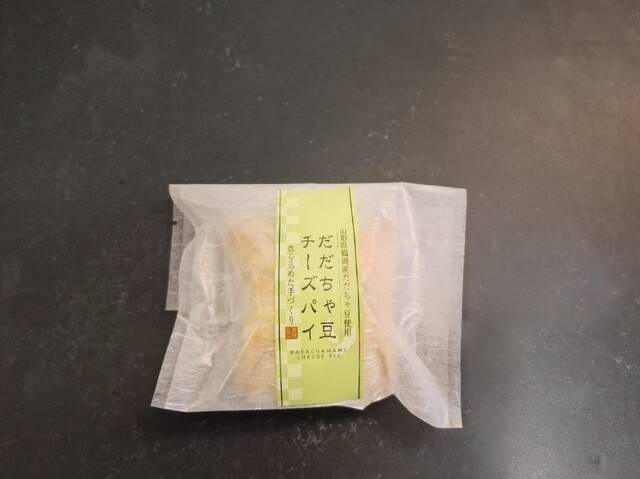 山形県鶴岡産だだちゃ豆使用
だだちゃ豆
チーズパイ
真心込めた手づくり
DADACHAMAME
CHEESE PIE